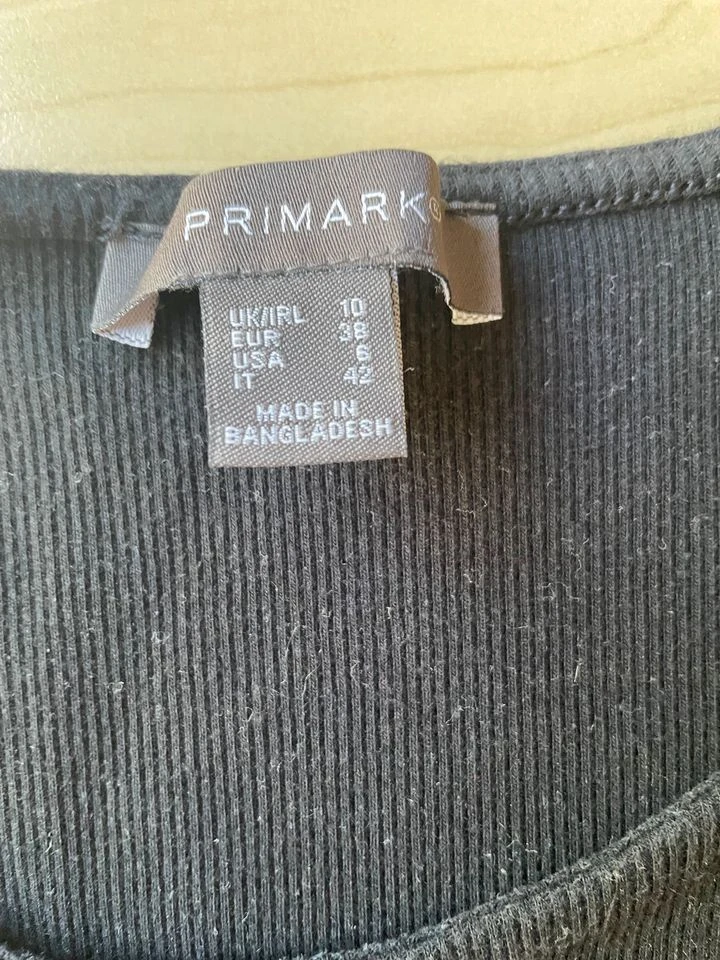 PRIMARK®
UK/IRL 10
EUR 38
USA 6
IT 42
MADE IN
BANGLADESH